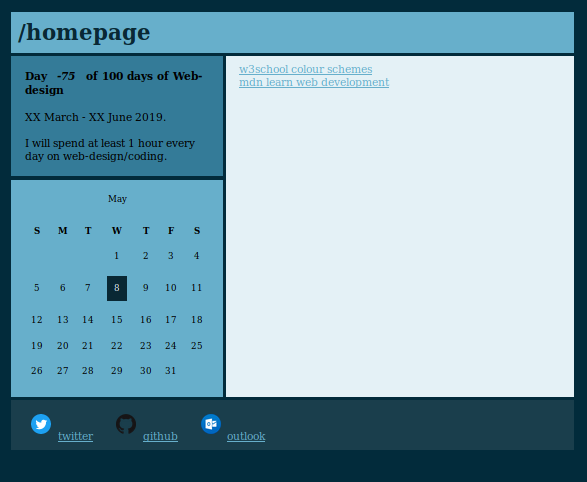 /homepage
Day -75 of 100 days of Web-
design
XX March - XX June 2019.
I will spend at least 1 hour every
day on web-design/coding.
w3school colour schemes
mdn learn web development
May
S M T W T F S
1 2 3 4
5 6 7 8 9 10 11
12 13 14 15 16 17 18
19 20 21 22 23 24 25
26 27 28 29 30 31
twitter github outlook